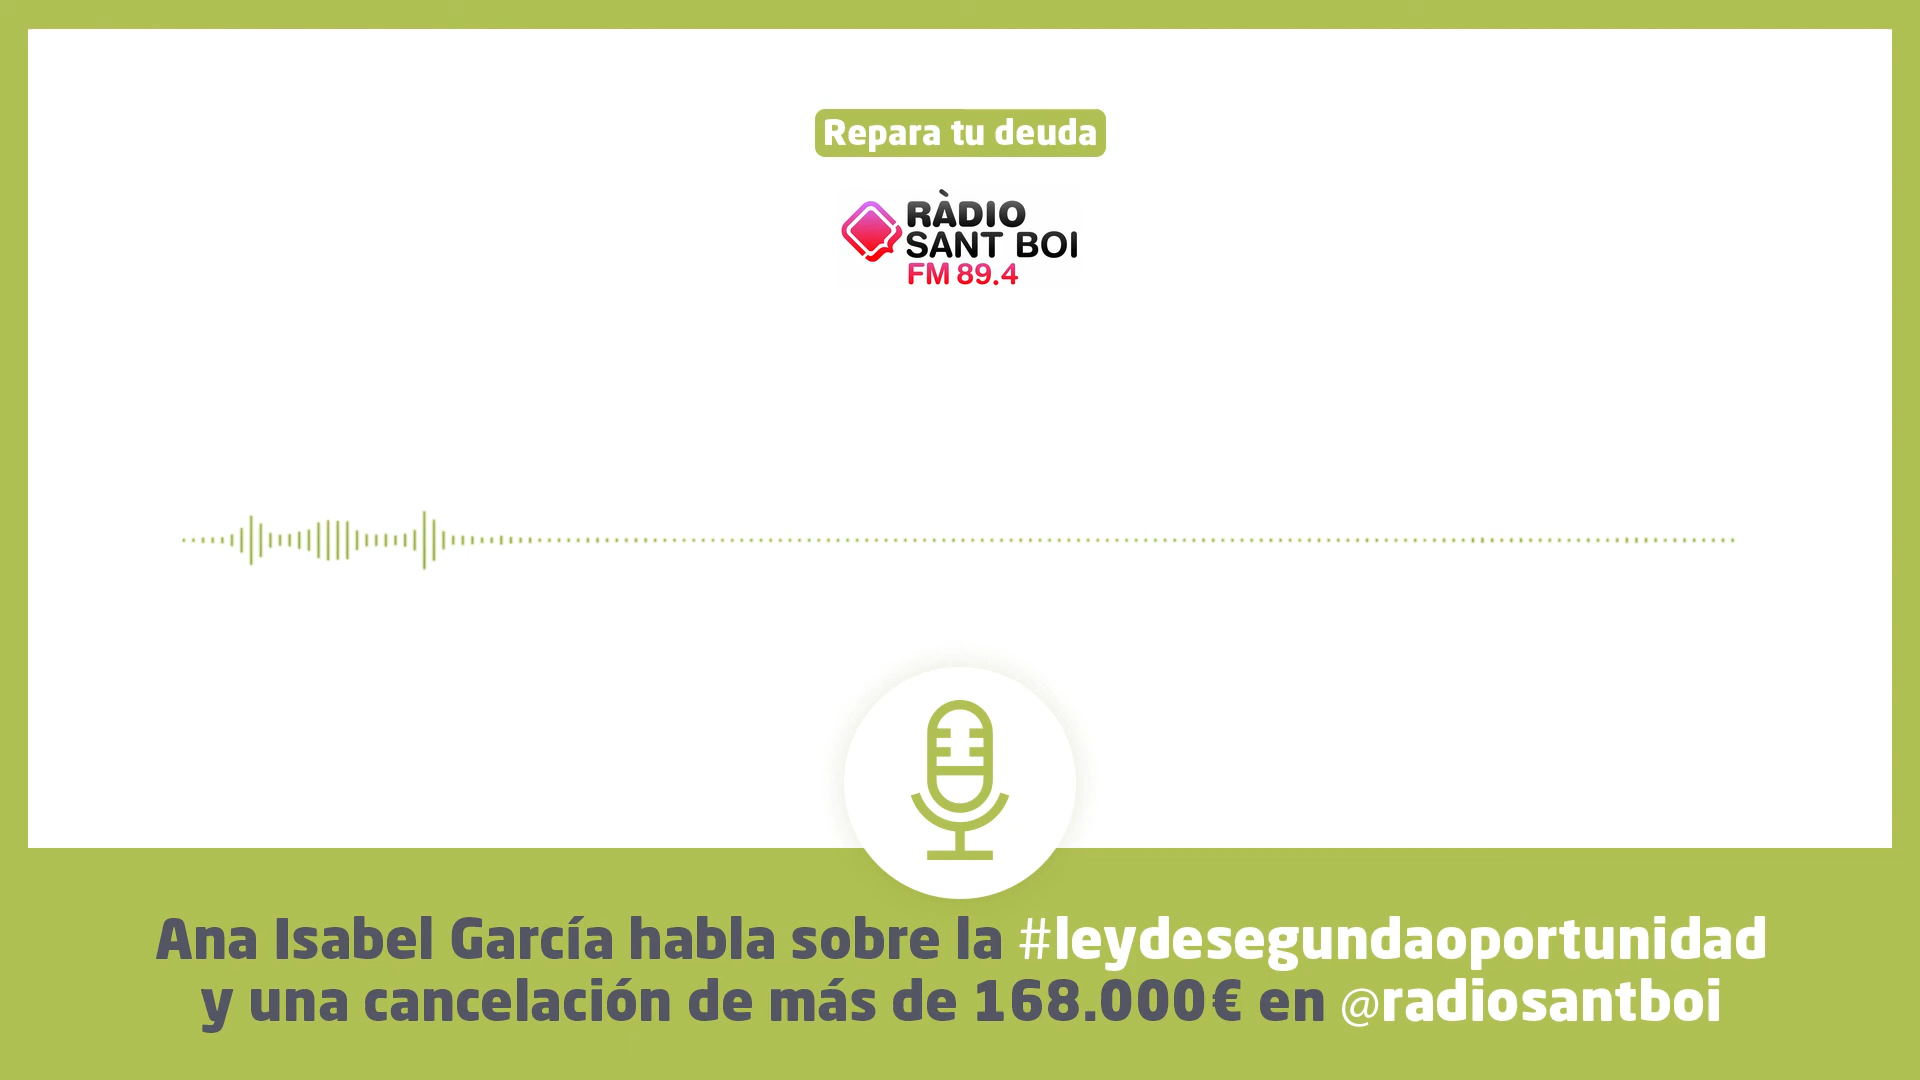 Repara tu deuda
RÀDIO
SANT BOI
FM 89.4
Ana Isabel García habla sobre la #leydesegundaoportunidad
y una cancelación de más de 168.000€ en @radiosantboi